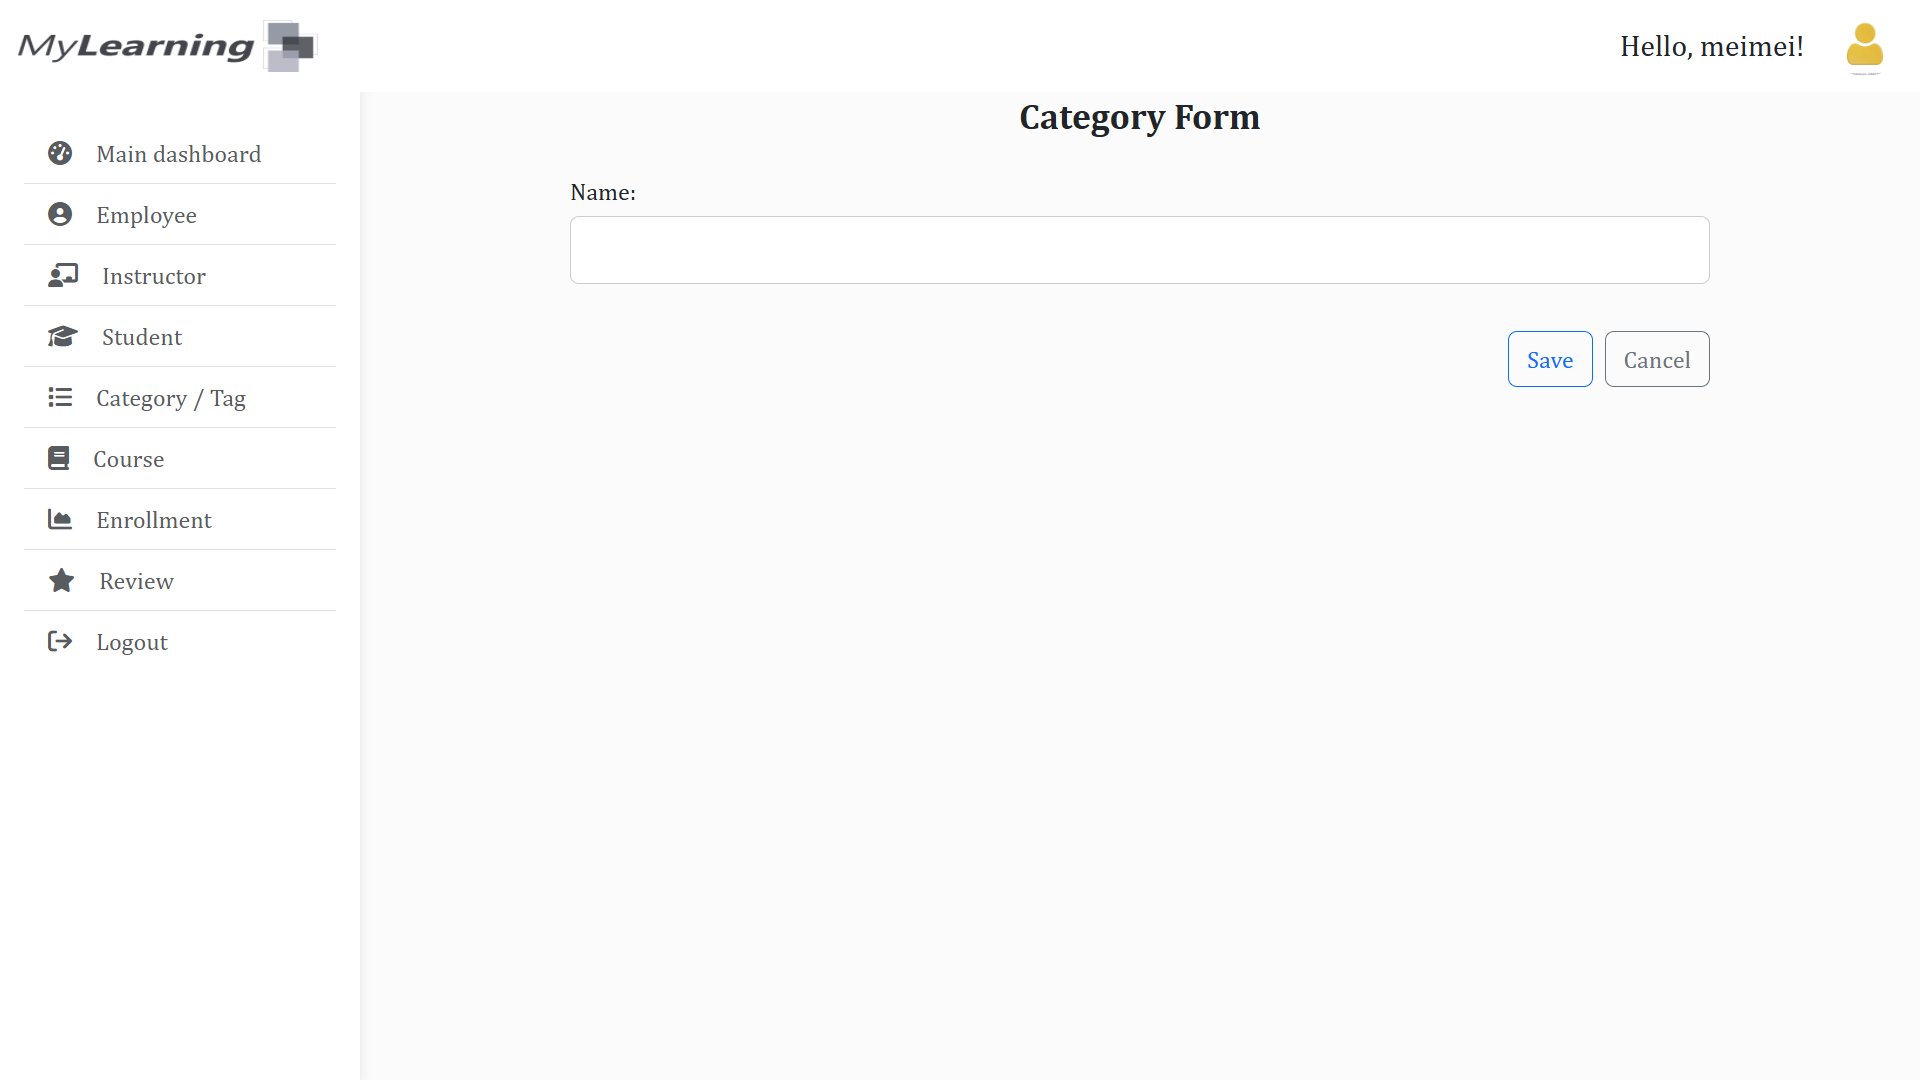 MyLearning
Hello, meimei!
Main dashboard
Employee
Instructor
Student
Category / Tag
Course
Enrollment
Review
Logout
Category Form
Name:
Save
Cancel